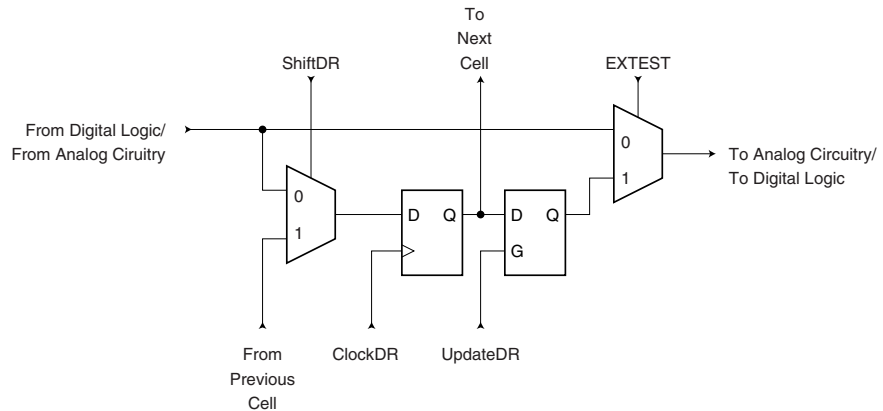 To
Next
Cell
ShiftDR
EXTEST
From Digital Logic/
From Analog Ciruitry
0
1
D Q
D Q
G
0
1
To Analog Circuitry/
To Digital Logic
From
Previous
Cell
ClockDR
UpdateDR